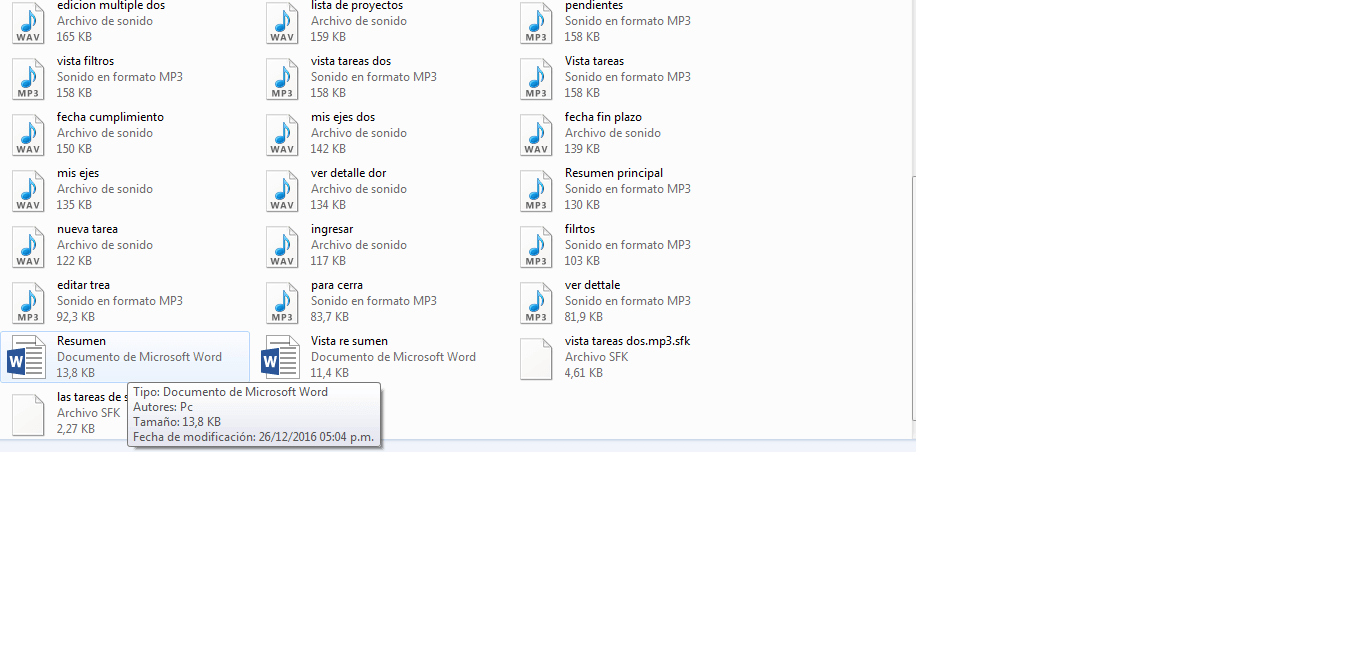 edicion multiple dos
Archivo de sonido
165 KB
WAV
lista de proyectos
Archivo de sonido
159 KB
WAV
pendientes
Sonido en formato MP3
158 KB
MP3
vista filtros
Sonido en formato MP3
158 KB
MP3
vista tareas dos
Sonido en formato MP3
158 KB
MP3
Vista tareas
Sonido en formato MP3
158 KB
MP3
fecha cumplimiento
Archivo de sonido
150 KB
WAV
mis ejes dos
Archivo de sonido
142 KB
WAV
fecha fin plazo
Archivo de sonido
139 KB
WAV
mis ejes
Archivo de sonido
135 KB
WAV
ver detalle dor
Archivo de sonido
134 KB
WAV
Resumen principal
Sonido en formato MP3
130 KB
MP3
nueva tarea
Archivo de sonido
122 KB
WAV
ingresar
Archivo de sonido
117 KB
WAV
filrtos
Sonido en formato MP3
103 KB
MP3
editar trea
Sonido en formato MP3
92,3 KB
MP3
para cerra
Sonido en formato MP3
83,7 KB
MP3
ver dettale
Sonido en formato MP3
81,9 KB
MP3
Resumen
Documento de Microsoft Word
13,8 KB
W
Vista re sumen
Documento de Microsoft Word
11,4 KB
W
vista tareas dos.mp3.sfk
Archivo SFK
4,61 KB
las tareas de
Archivo SFK
2,27 KB
Tipo: Documento de Microsoft Word
Autores: Pc
Tamaño: 13,8 KB
Fecha de modificación: 26/12/2016 05:04 p.m.